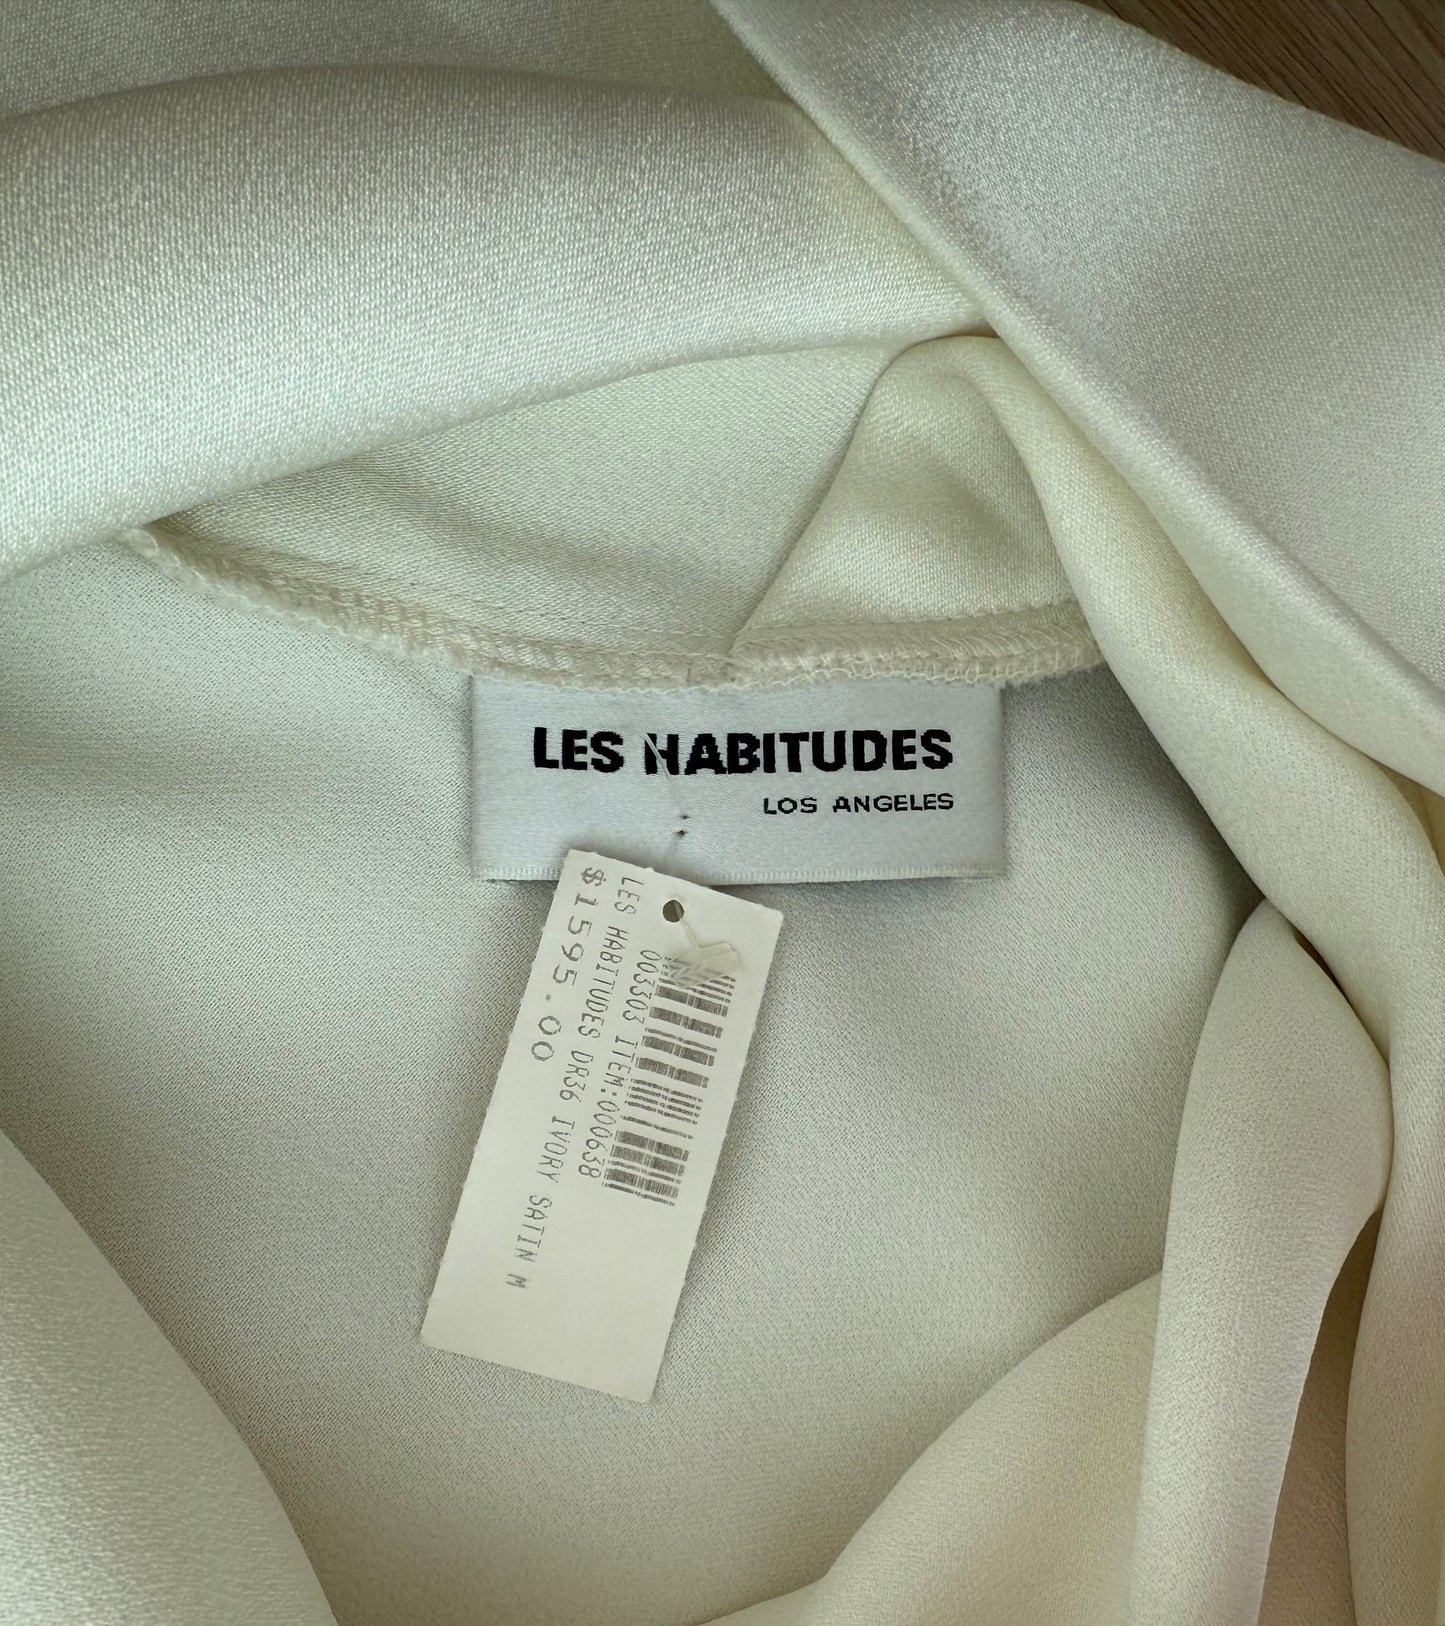 LES HABITUDES
LOS ANGELES
003303 ITEM:000638
LES HABITUDES DR36 IVORY SATIN M
$1595.00